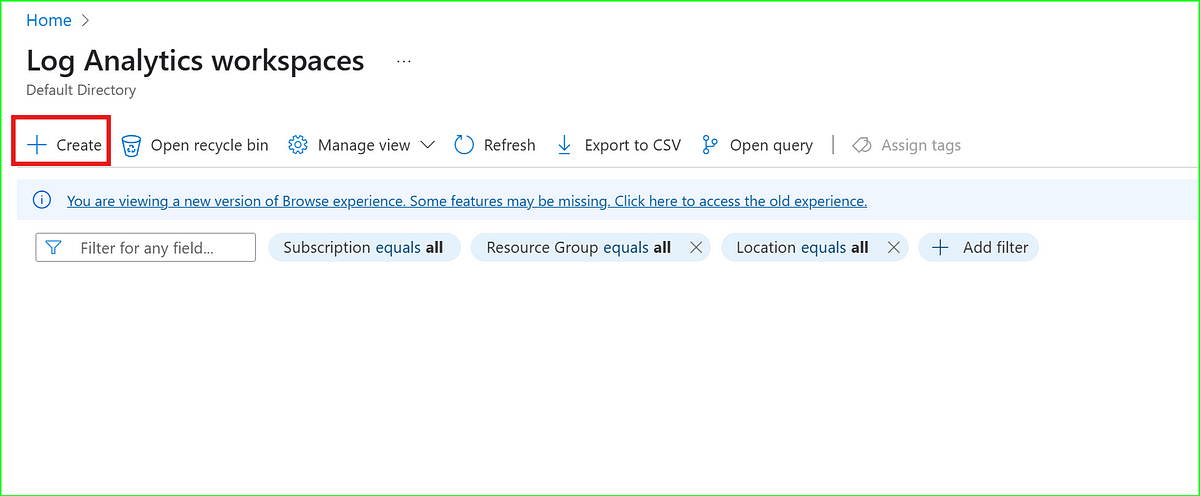 Home
Log Analytics workspaces ...
Default Directory
Create Open recycle bin Manage view Refresh Export to CSV Open query Assign tags
You are viewing a new version of Browse experience. Some features may be missing. Click here to access the old experience.
Filter for any field... Subscription equals all Resource Group equals all Location equals all Add filter